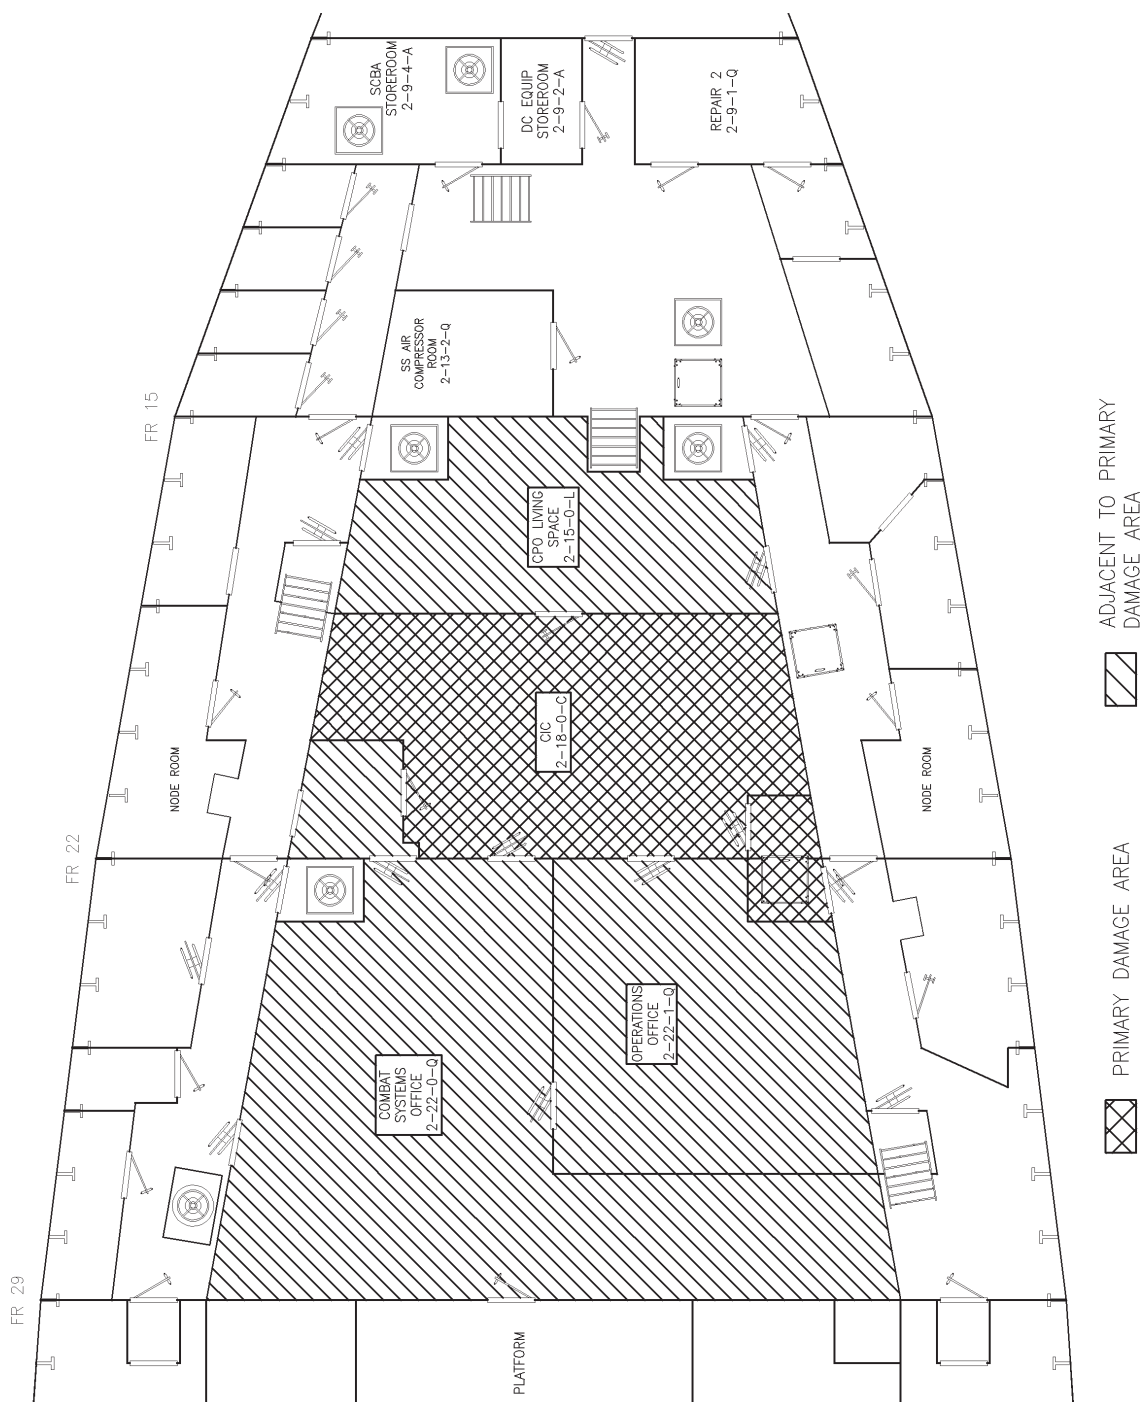 SCBA
STOREROOM
2-9-4-A
DC EQUIP
STOREROOM
2-9-2-A
REPAIR 2
2-9-1-Q
SS AIR
COMPRESSOR
ROOM
2-13-2-Q
FR 15
CPO LIVING
SPACE
2-15-0-L
CIC
2-18-0-C
NODE ROOM
NODE ROOM
FR 22
COMBAT
SYSTEMS
OFFICE
2-22-0-Q
OPERATIONS
OFFICE
2-22-1-Q
FR 29
PLATFORM
PRIMARY DAMAGE AREA
ADJACENT TO PRIMARY
DAMAGE AREA